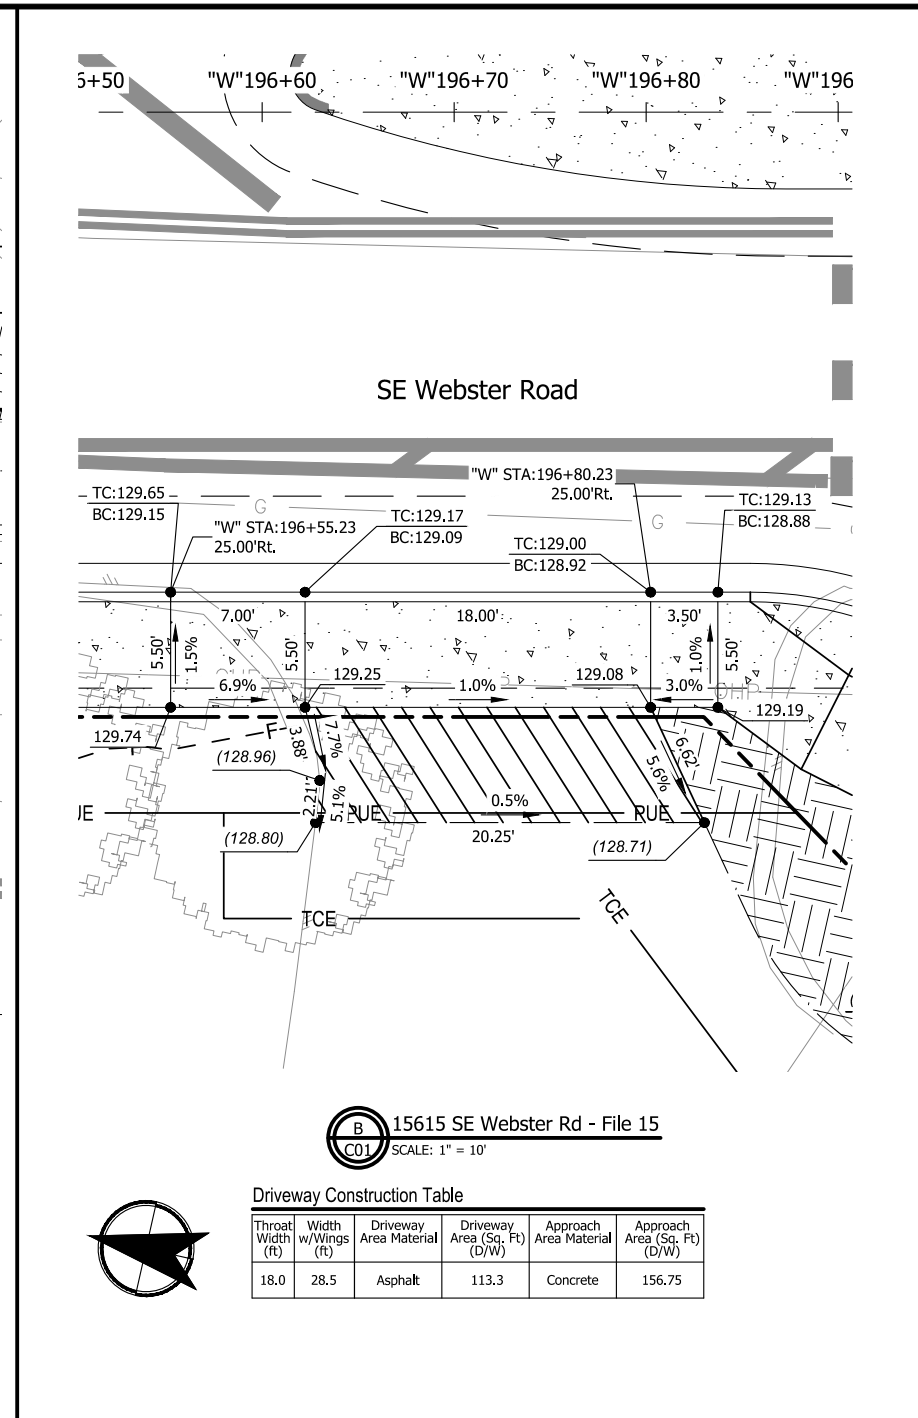 6+50
"W"196+60
"W"196+70
"W"196+80
"W"196
SE Webster Road
"W" STA:196+80.23
25.00'Rt.
TC:129.65
BC:129.15
G
"W" STA:196+55.23
25.00'Rt.
TC:129.17
BC:129.09
TC:129.00
BC:128.92
G
TC:129.13
BC:128.88
7.00'
18.00'
3.50'
5.50'
1.5%
5.50'
1.0%
5.50'
OHP
6.9%
129.25
1.0%
129.08
3.0%
OHP
129.19
129.74
F
3.88'
7.7%
(128.96)
6.62'
5.6%
2.21'
5.1%
UE
PUE
0.5%
PUE
(128.80)
20.25'
(128.71)
TCE
TCE
B
C01
15615 SE Webster Rd - File 15
SCALE: 1" = 10'
Driveway Construction Table
Throat Width (ft)
Width w/Wings (ft)
Driveway Area Material
Driveway Area (Sq. Ft) (D/W)
Approach Area Material
Approach Area (Sq. Ft) (D/W)
18.0
28.5
Asphalt
113.3
Concrete
156.75